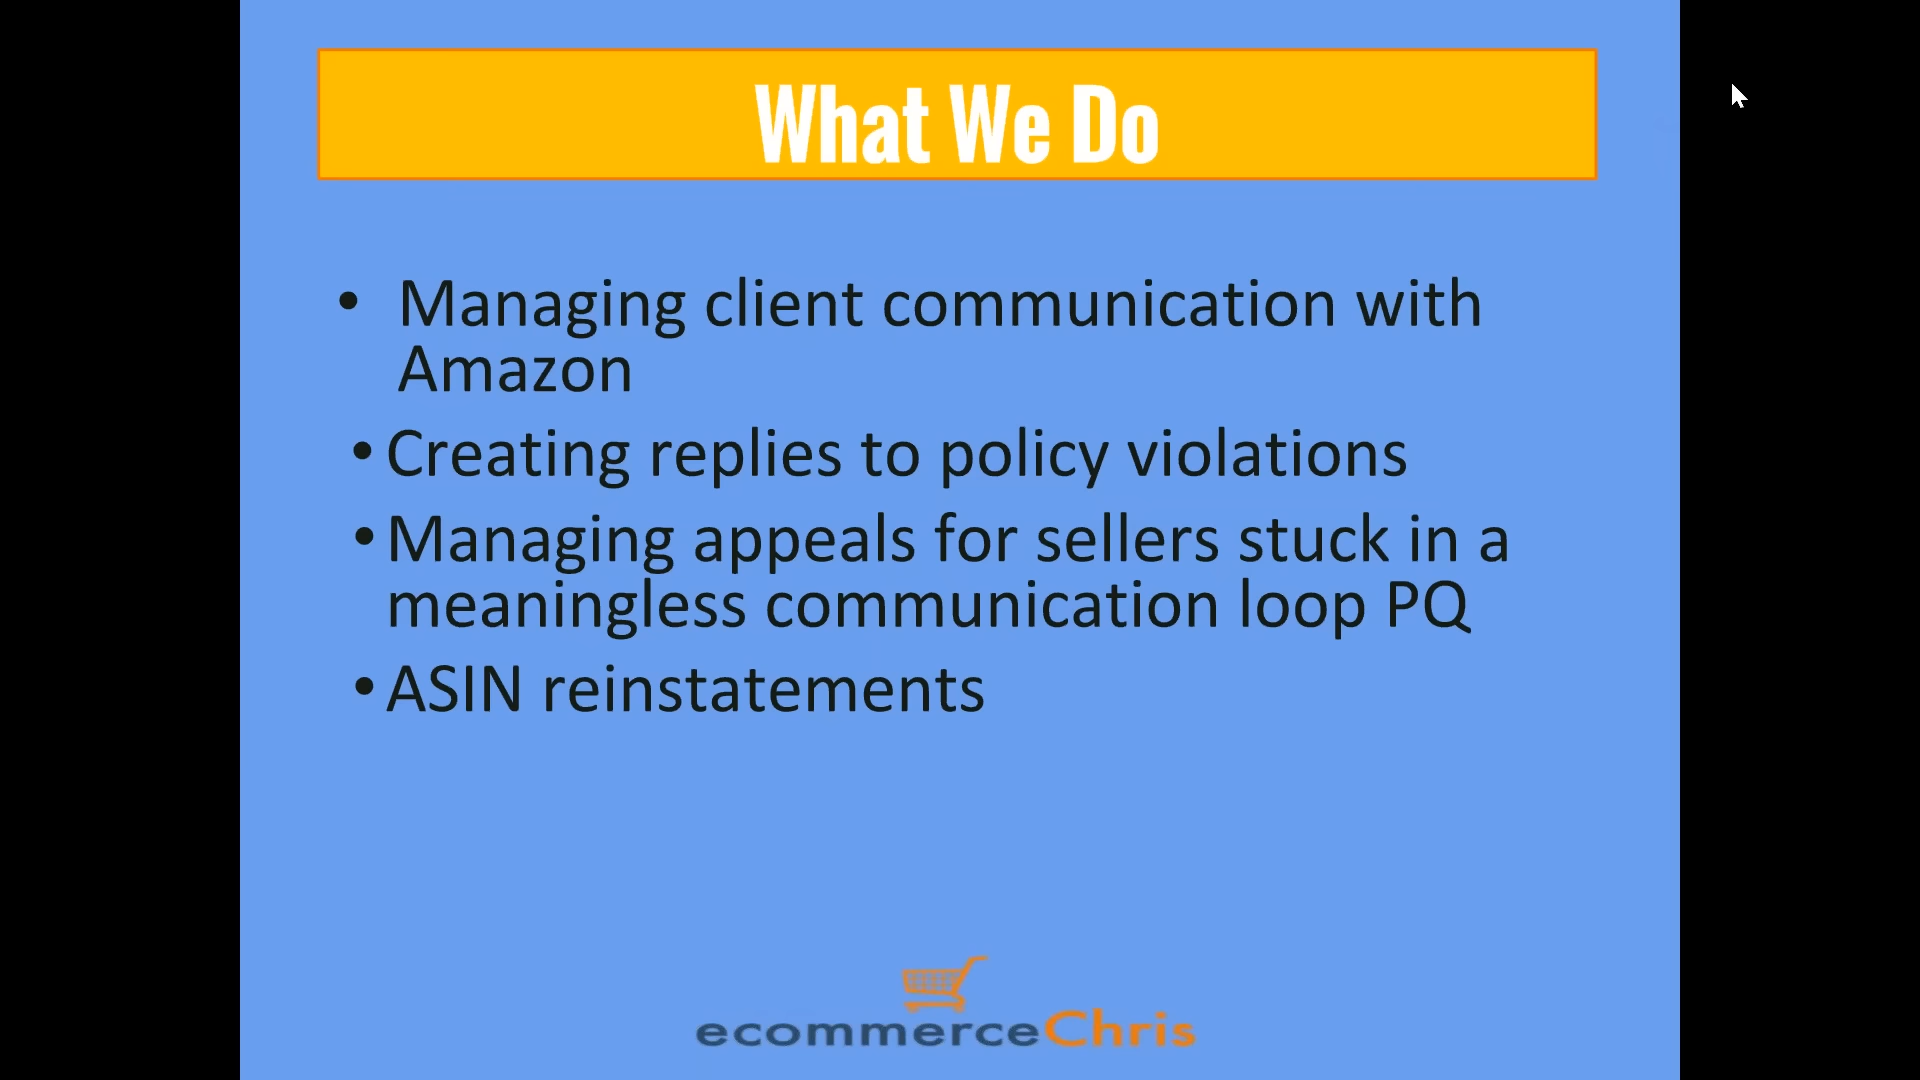 What We Do
• Managing client communication with
Amazon
• Creating replies to policy violations
• Managing appeals for sellers stuck in a
meaningless communication loop PQ
• ASIN reinstatements
ecommerceChris